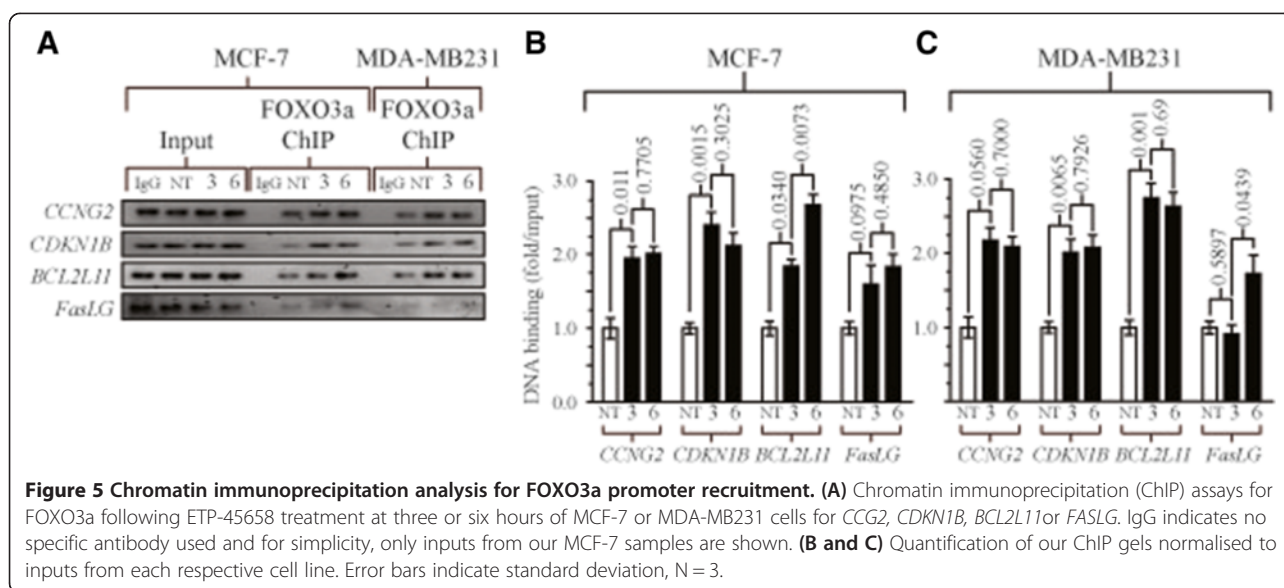 A
MCF-7 MDA-MB231
FOXO3a FOXO3a
Input ChIP ChIP
IgG NT 3 6 IgG NT 3 6 IgG NT 3 6
CCNG2
CDKN1B
BCL2L11
FasLG
B
MCF-7
DNA binding (fold/input)
3.0
2.0
1.0
0.0
0.011 0.7705 0.0015 0.3025 0.0340 0.0073 0.0975 0.4850
NT 3 6 NT 3 6 NT 3 6 NT 3 6
CCNG2 CDKN1B BCL2L11 FasLG
C
MDA-MB231
3.0
2.0
1.0
0.0560 0.7000 0.0065 0.7926 0.001 0.69 0.5897 0.0439
NT 3 6 NT 3 6 NT 3 6 NT 3 6
CCNG2 CDKN1B BCL2L11 FasLG
Figure 5 Chromatin immunoprecipitation analysis for FOXO3a promoter recruitment. (A) Chromatin immunoprecipitation (ChIP) assays for
FOXO3a following ETP-45658 treatment at three or six hours of MCF-7 or MDA-MB231 cells for CCG2, CDKN1B, BCL2L11or FASLG. IgG indicates no
specific antibody used and for simplicity, only inputs from our MCF-7 samples are shown. (B and C) Quantification of our ChIP gels normalised to
inputs from each respective cell line. Error bars indicate standard deviation, N = 3.